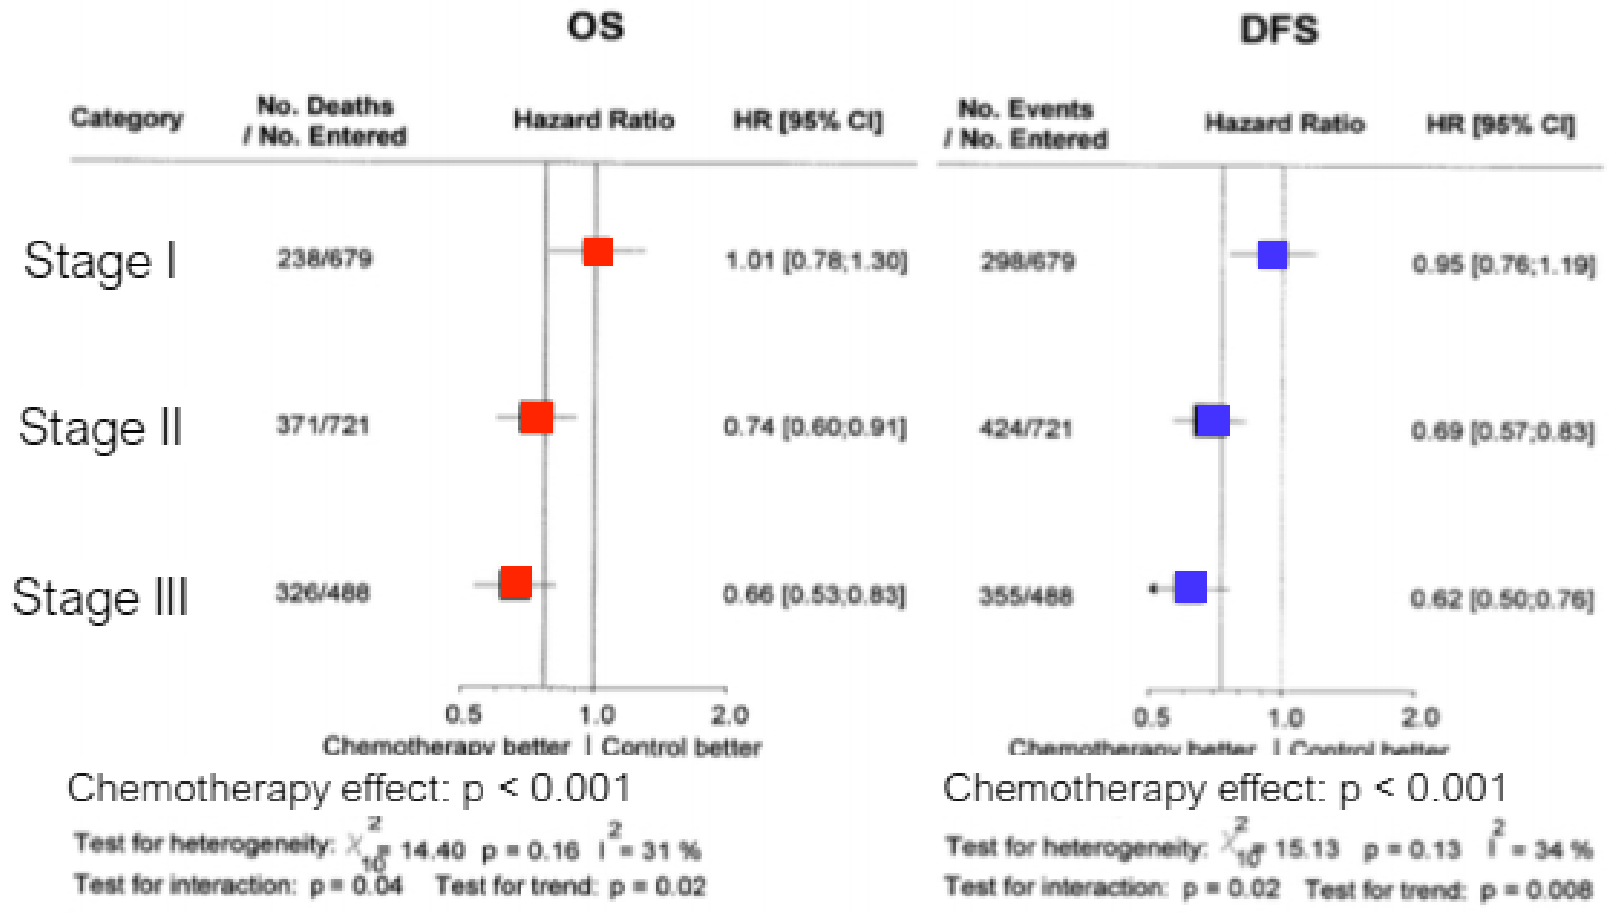 OS
DFS
Category
No. Deaths
/ No. Entered
Hazard Ratio
HR [95% CI]
No. Events
/ No. Entered
Hazard Ratio
HR [95% CI]
Stage I
238/679
1.01 [0.78;1.30]
298/679
0.95 [0.76;1.19]
Stage II
371/721
0.74 [0.60;0.91]
424/721
0.69 [0.57;0.83]
Stage III
326/488
0.66 [0.53;0.83]
355/488
0.62 [0.50;0.76]
0.5 1.0 2.0
0.5 1.0 2.0
Chemotherapy better | Control better
Chemotherapy better | Control better
Chemotherapy effect: p < 0.001
Chemotherapy effect: p < 0.001
Test for heterogeneity: χ²₁₀ = 14.40 p = 0.16 I² = 31 %
Test for heterogeneity: χ²₁₀ = 15.13 p = 0.13 I² = 34 %
Test for interaction: p = 0.04 Test for trend: p = 0.02
Test for interaction: p = 0.02 Test for trend: p = 0.008